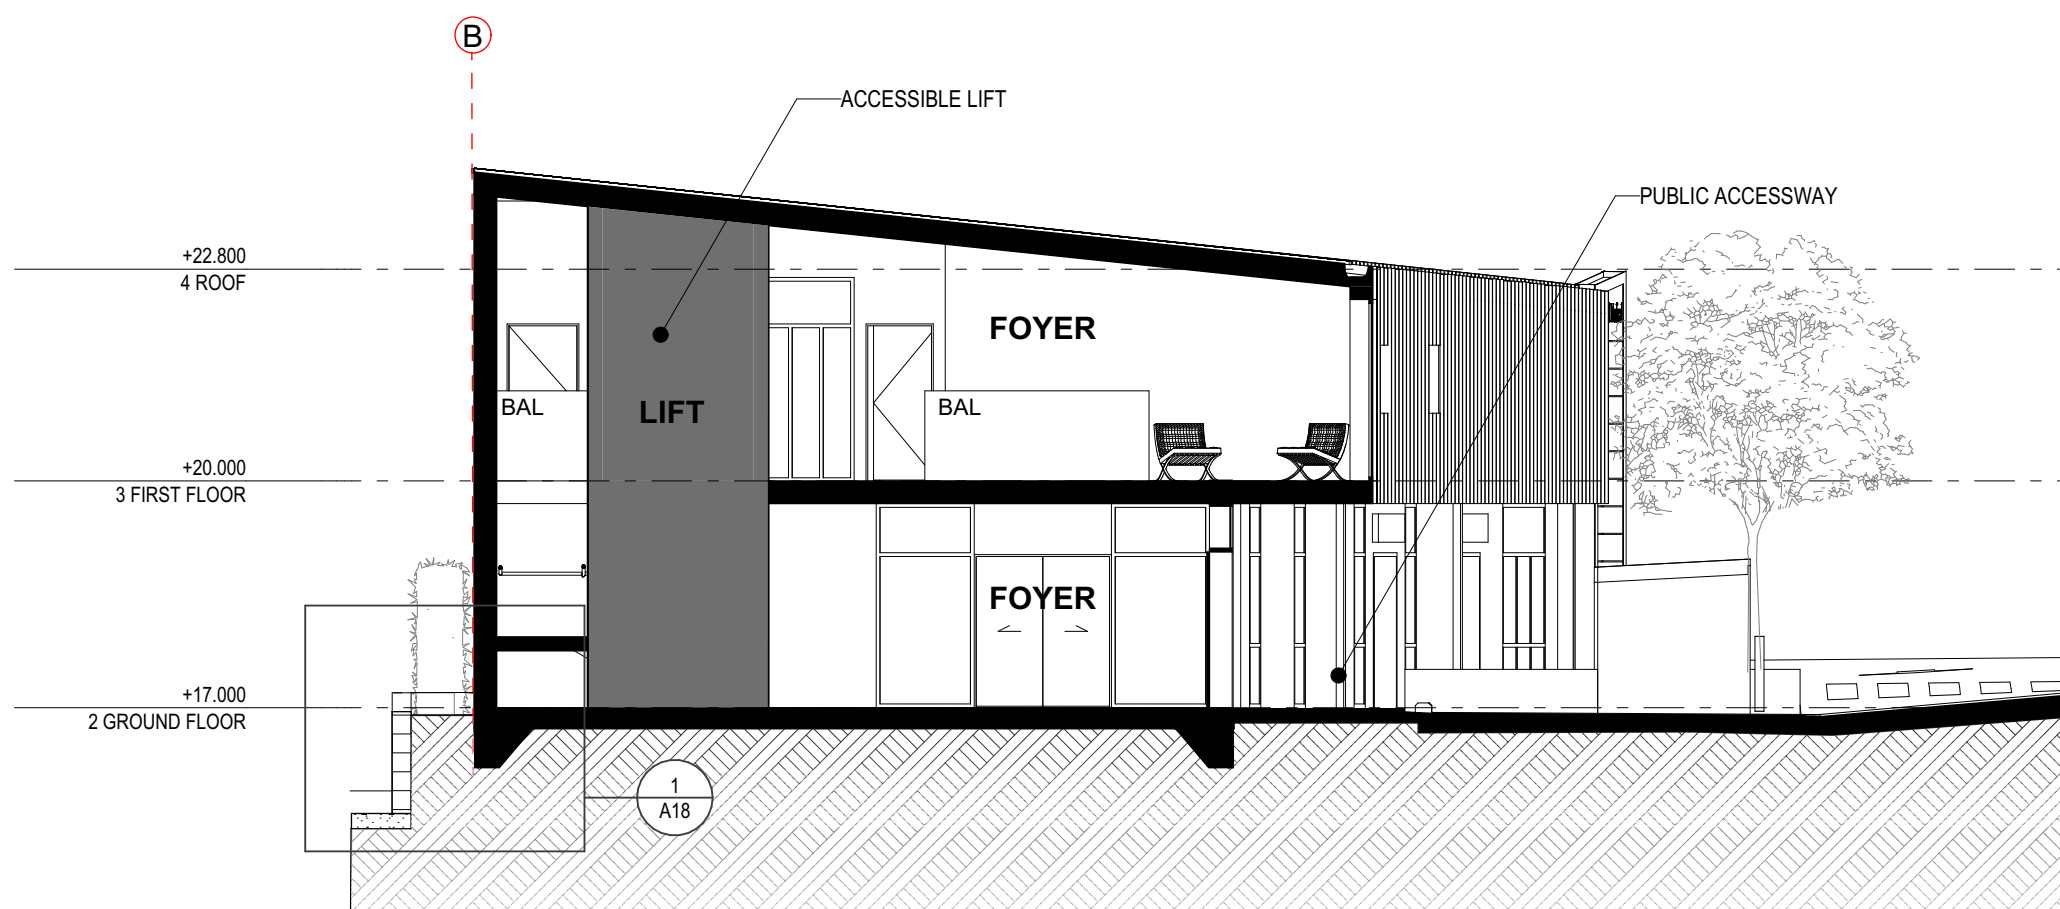 B
ACCESSIBLE LIFT
PUBLIC ACCESSWAY
+22.800
4 ROOF
FOYER
BAL
LIFT
BAL
+20.000
3 FIRST FLOOR
FOYER
+17.000
2 GROUND FLOOR
1
A18